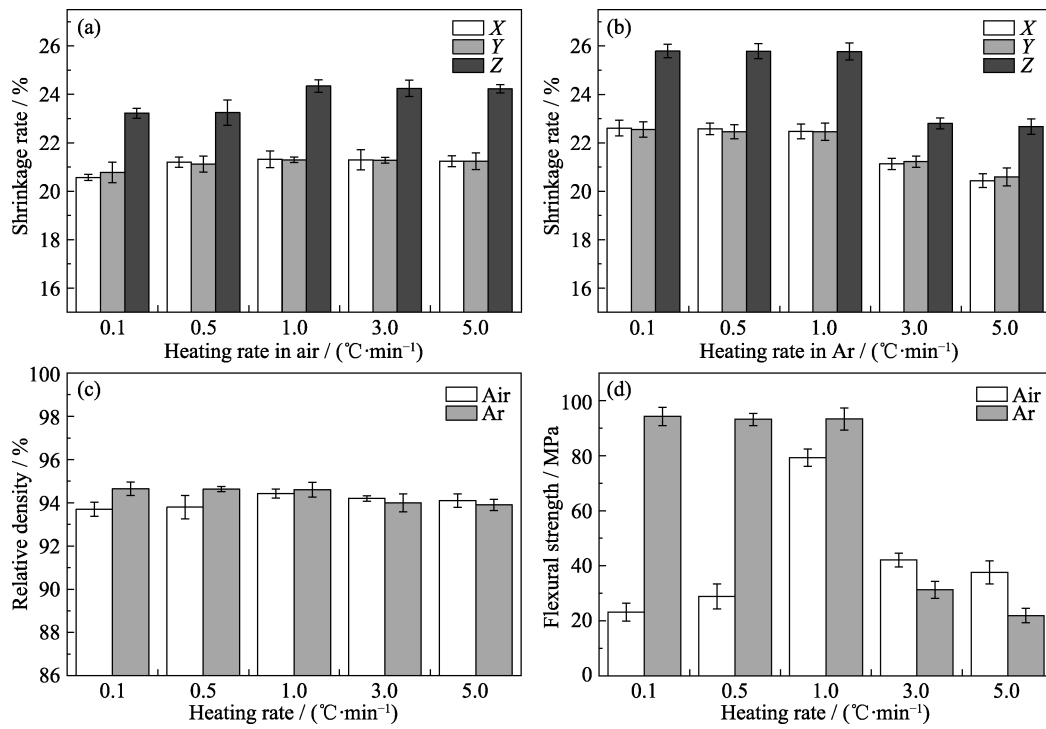 (a)
X
Y
Z
26
24
22
20
18
16
Shrinkage rate / %
0.1 0.5 1.0 3.0 5.0
Heating rate in air / (℃·min⁻¹)
(b)
X
Y
Z
26
24
22
20
18
16
Shrinkage rate / %
0.1 0.5 1.0 3.0 5.0
Heating rate in Ar / (℃·min⁻¹)
(c)
Air
Ar
100
98
96
94
92
90
88
86
Relative density / %
0.1 0.5 1.0 3.0 5.0
Heating rate / (℃·min⁻¹)
(d)
Air
Ar
100
80
60
40
20
0
Flexural strength / MPa
0.1 0.5 1.0 3.0 5.0
Heating rate / (℃·min⁻¹)